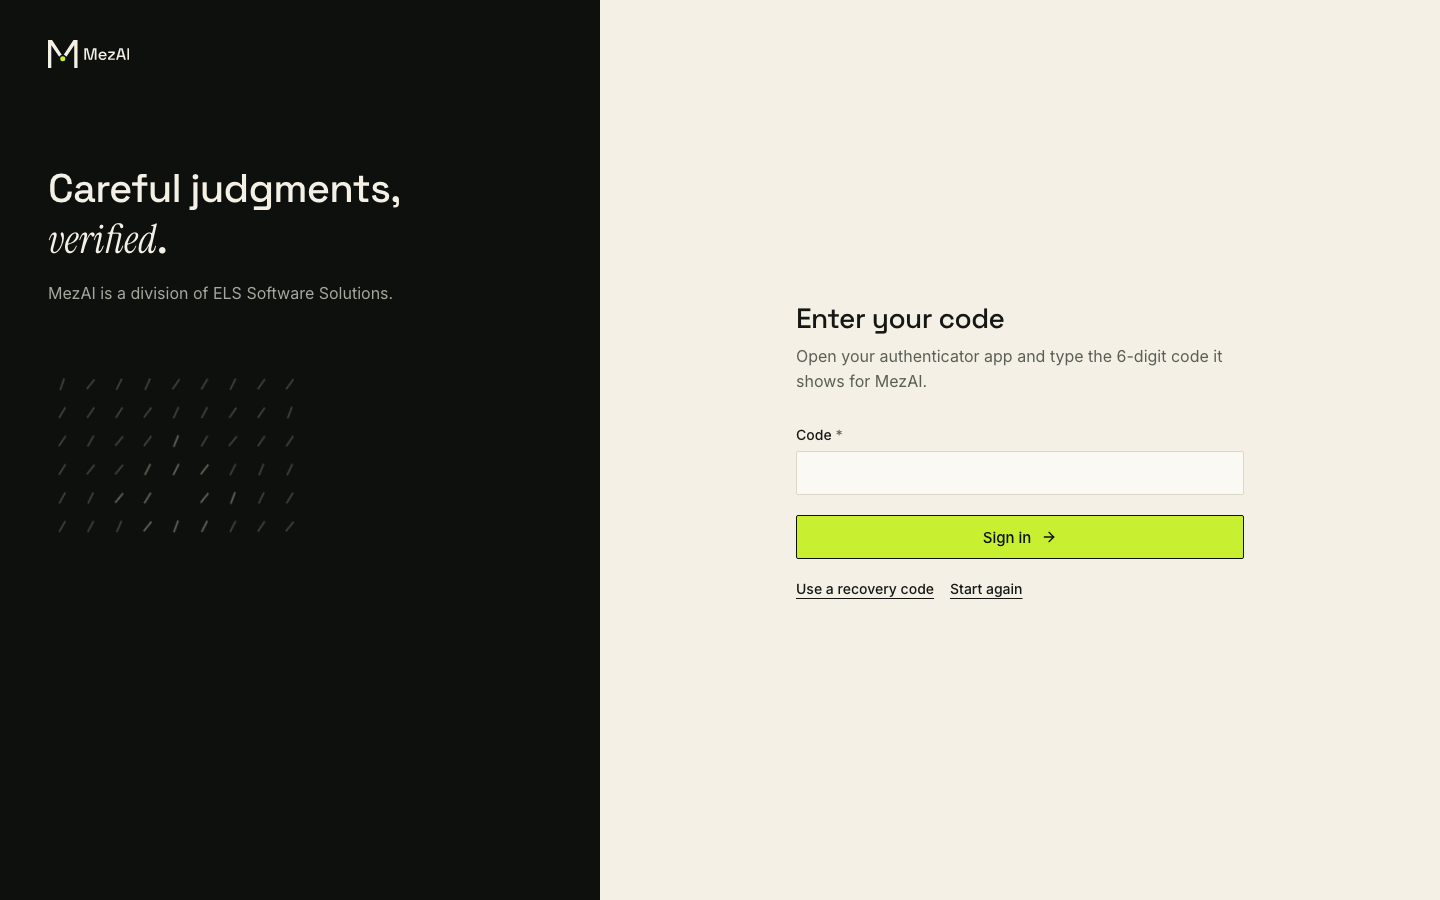 MezAI
Careful judgments,
verified.
MezAI is a division of ELS Software Solutions.
Enter your code
Open your authenticator app and type the 6-digit code it
shows for MezAI.
Code *
Sign in →
Use a recovery code Start again